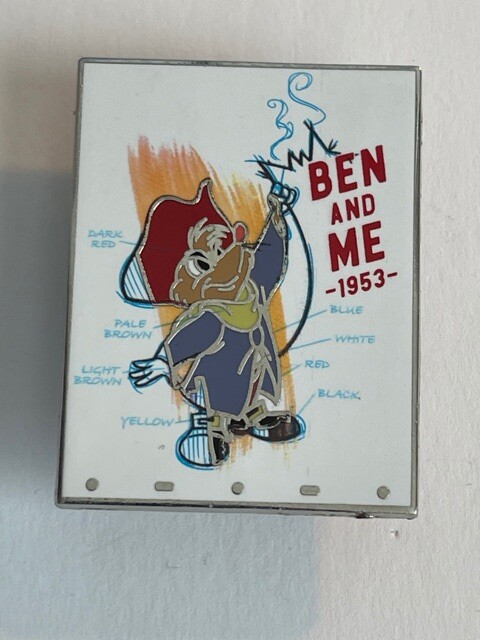 BEN
AND
ME
-1953-
DARK
RED
PALE
BROWN
LIGHT
BROWN
YELLOW
BLUE
WHITE
RED
BLACK